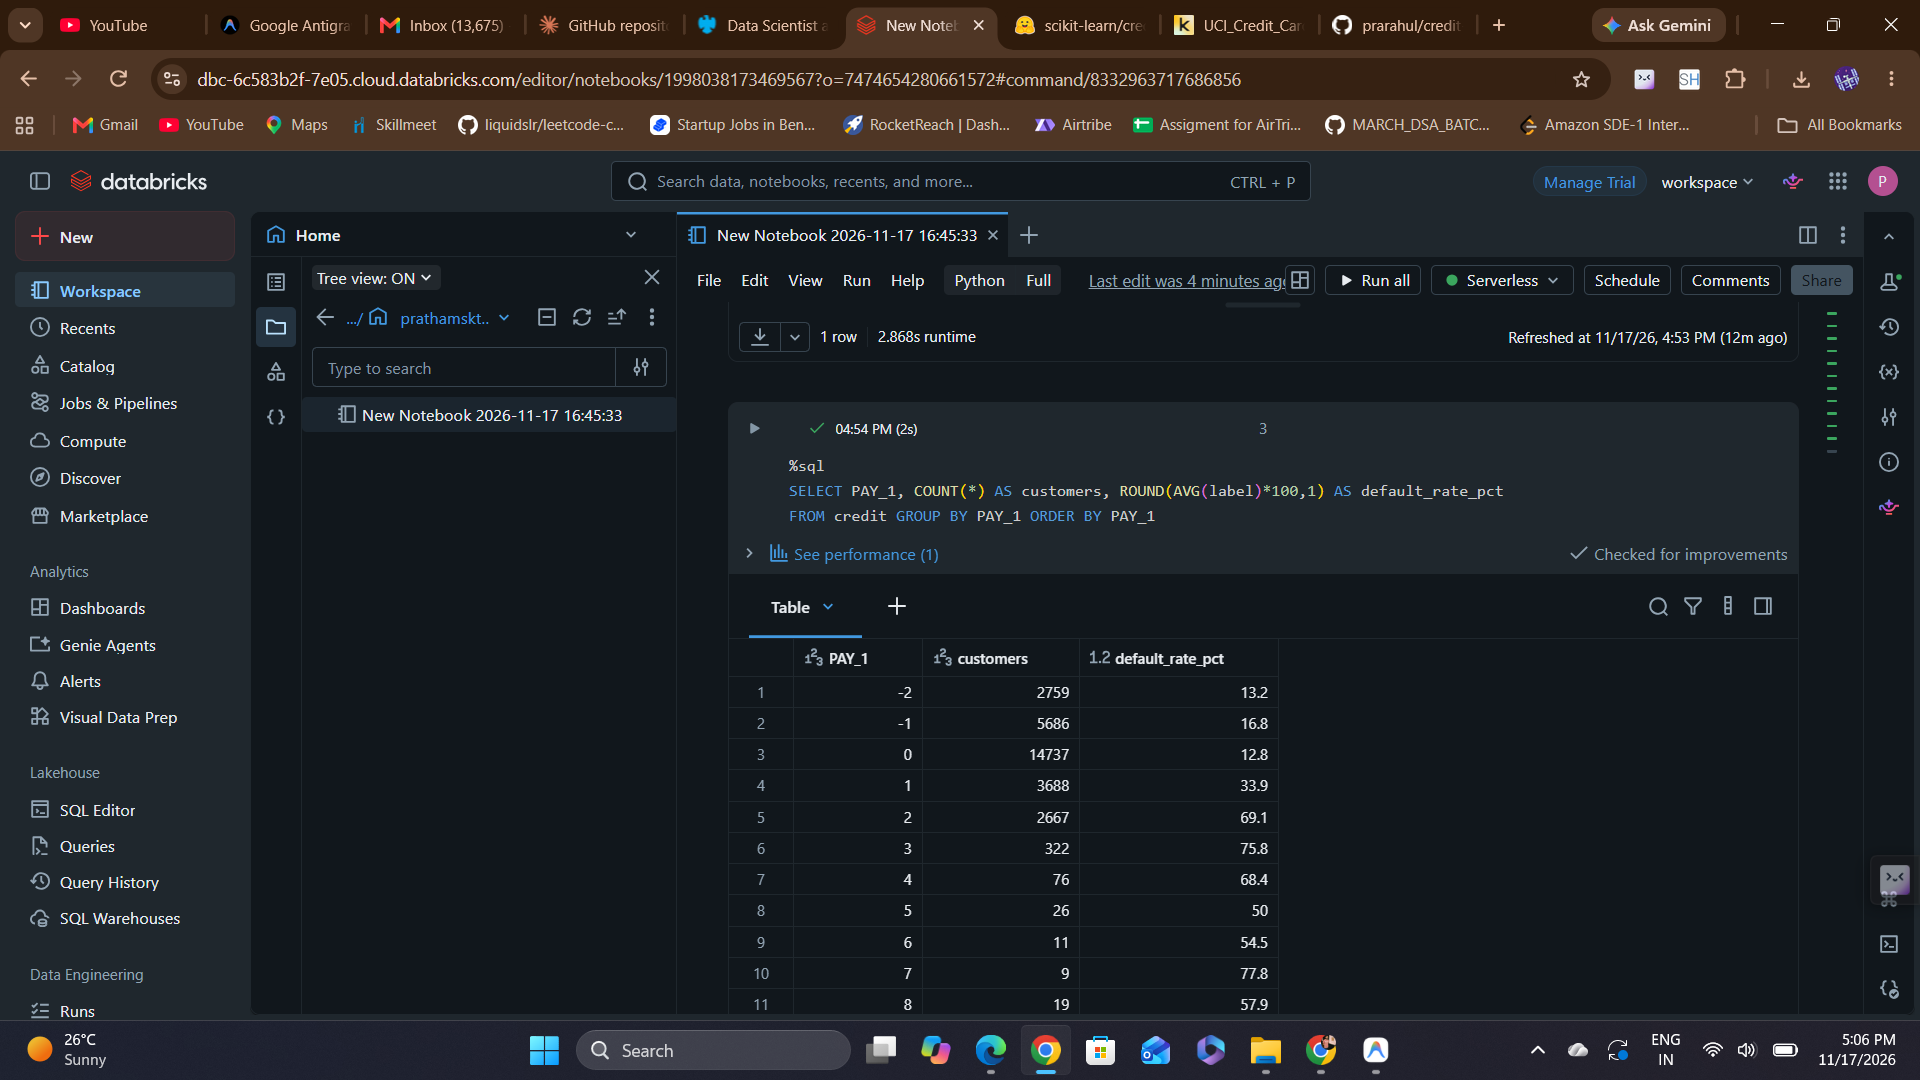 YouTube
Google Antigra
Inbox (13,675)
GitHub reposito
Data Scientist a
New Noteb
scikit-learn/cre
UCI_Credit_Car
prarahul/credit
Ask Gemini
dbc-6c583b2f-7e05.cloud.databricks.com/editor/notebooks/1998038173469567?o=7474654280661572#command/8332963717686856
SH
Gmail
YouTube
Maps
Skillmeet
liquidslr/leetcode-c...
Startup Jobs in Ben...
RocketReach | Dash...
Airtribe
Assigment for AirTri...
MARCH_DSA_BATC...
Amazon SDE-1 Inter...
All Bookmarks
databricks
Search data, notebooks, recents, and more...
CTRL + P
Manage Trial
workspace
P
New
Workspace
Recents
Catalog
Jobs & Pipelines
Compute
Discover
Marketplace
Analytics
Dashboards
Genie Agents
Alerts
Visual Data Prep
Lakehouse
SQL Editor
Queries
Query History
SQL Warehouses
Data Engineering
Runs
Home
Tree view: ON
.../ prathamskt..
Type to search
New Notebook 2026-11-17 16:45:33
New Notebook 2026-11-17 16:45:33
File Edit View Run Help
Python Full
Last edit was 4 minutes ago
Run all
Serverless
Schedule
Comments
Share
1 row
2.868s runtime
Refreshed at 11/17/26, 4:53 PM (12m ago)
04:54 PM (2s)
3
%sql
SELECT PAY_1, COUNT(*) AS customers, ROUND(AVG(label)*100,1) AS default_rate_pct
FROM credit GROUP BY PAY_1 ORDER BY PAY_1
See performance (1)
Checked for improvements
Table
PAY_1 customers 1.2 default_rate_pct
1 -2 2759 13.2
2 -1 5686 16.8
3 0 14737 12.8
4 1 3688 33.9
5 2 2667 69.1
6 3 322 75.8
7 4 76 68.4
8 5 26 50
9 6 11 54.5
10 7 9 77.8
11 8 19 57.9
26°C
Sunny
Search
ENG
IN
5:06 PM
11/17/2026